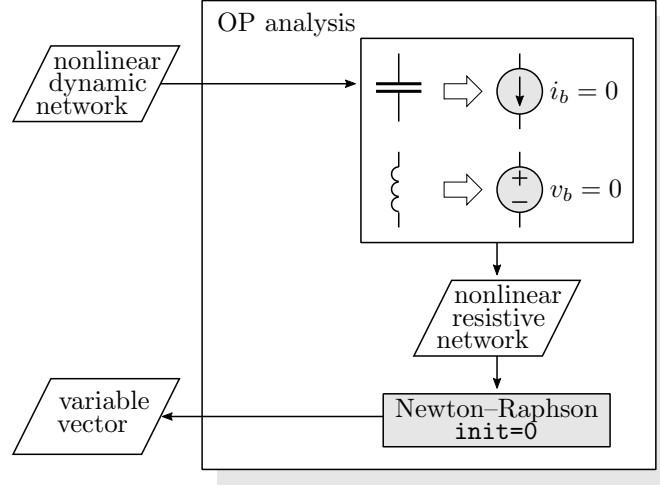 OP analysis
nonlinear
dynamic
network
i_b = 0
+
−
v_b = 0
nonlinear
resistive
network
Newton–Raphson
init=0
variable
vector